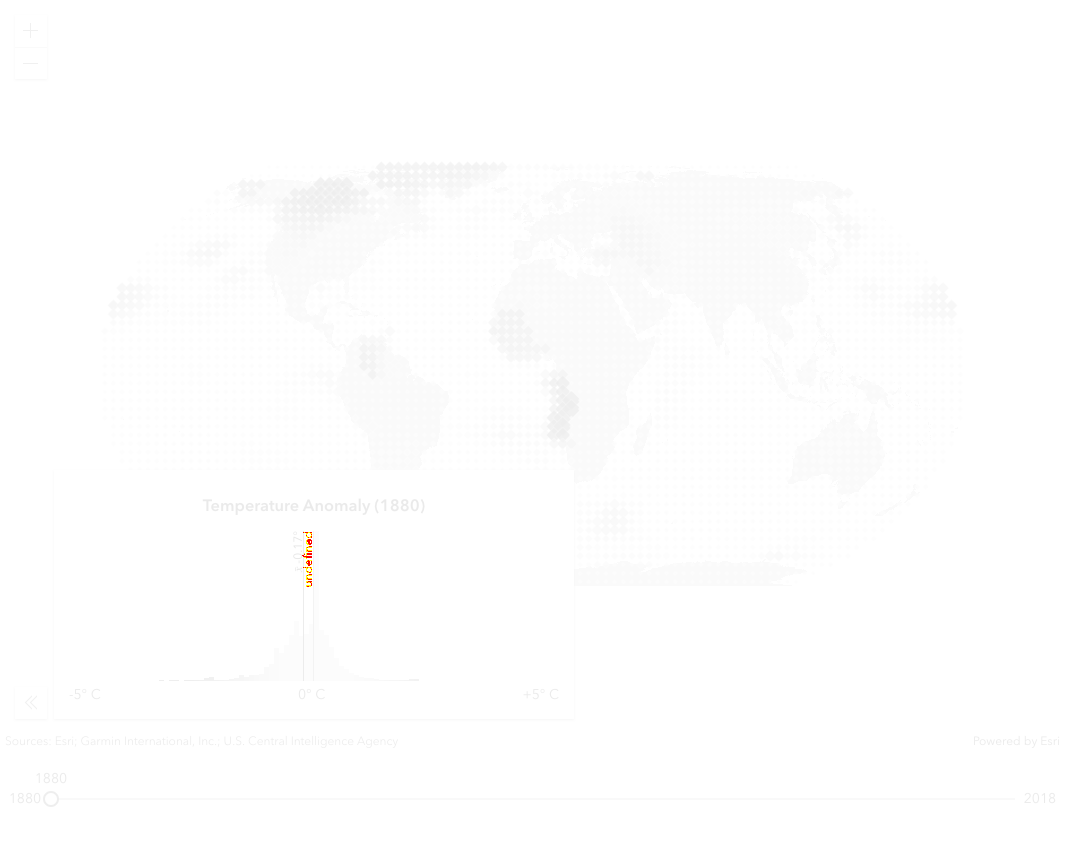 +
−
Temperature Anomaly (1880)
undefined
-5° C
0° C
+5° C
Sources: Esri, Garmin International, Inc., U.S. Central Intelligence Agency
Powered by Esri
1880
1880
2018